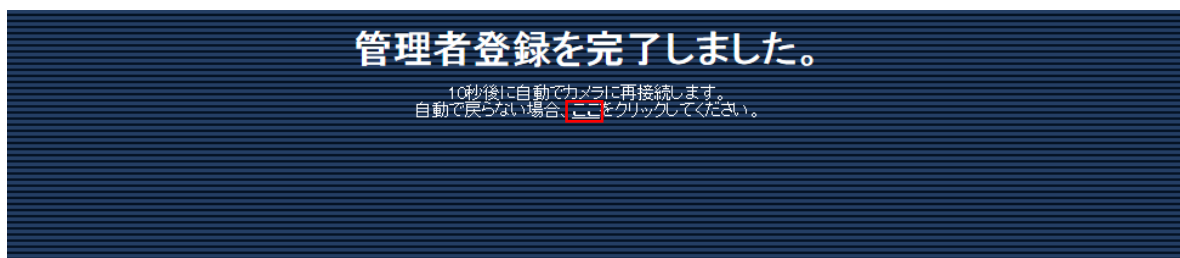 管理者登録を完了しました。
10秒後に自動でカメラに再接続します。
自動で戻らない場合、ここをクリックしてください。